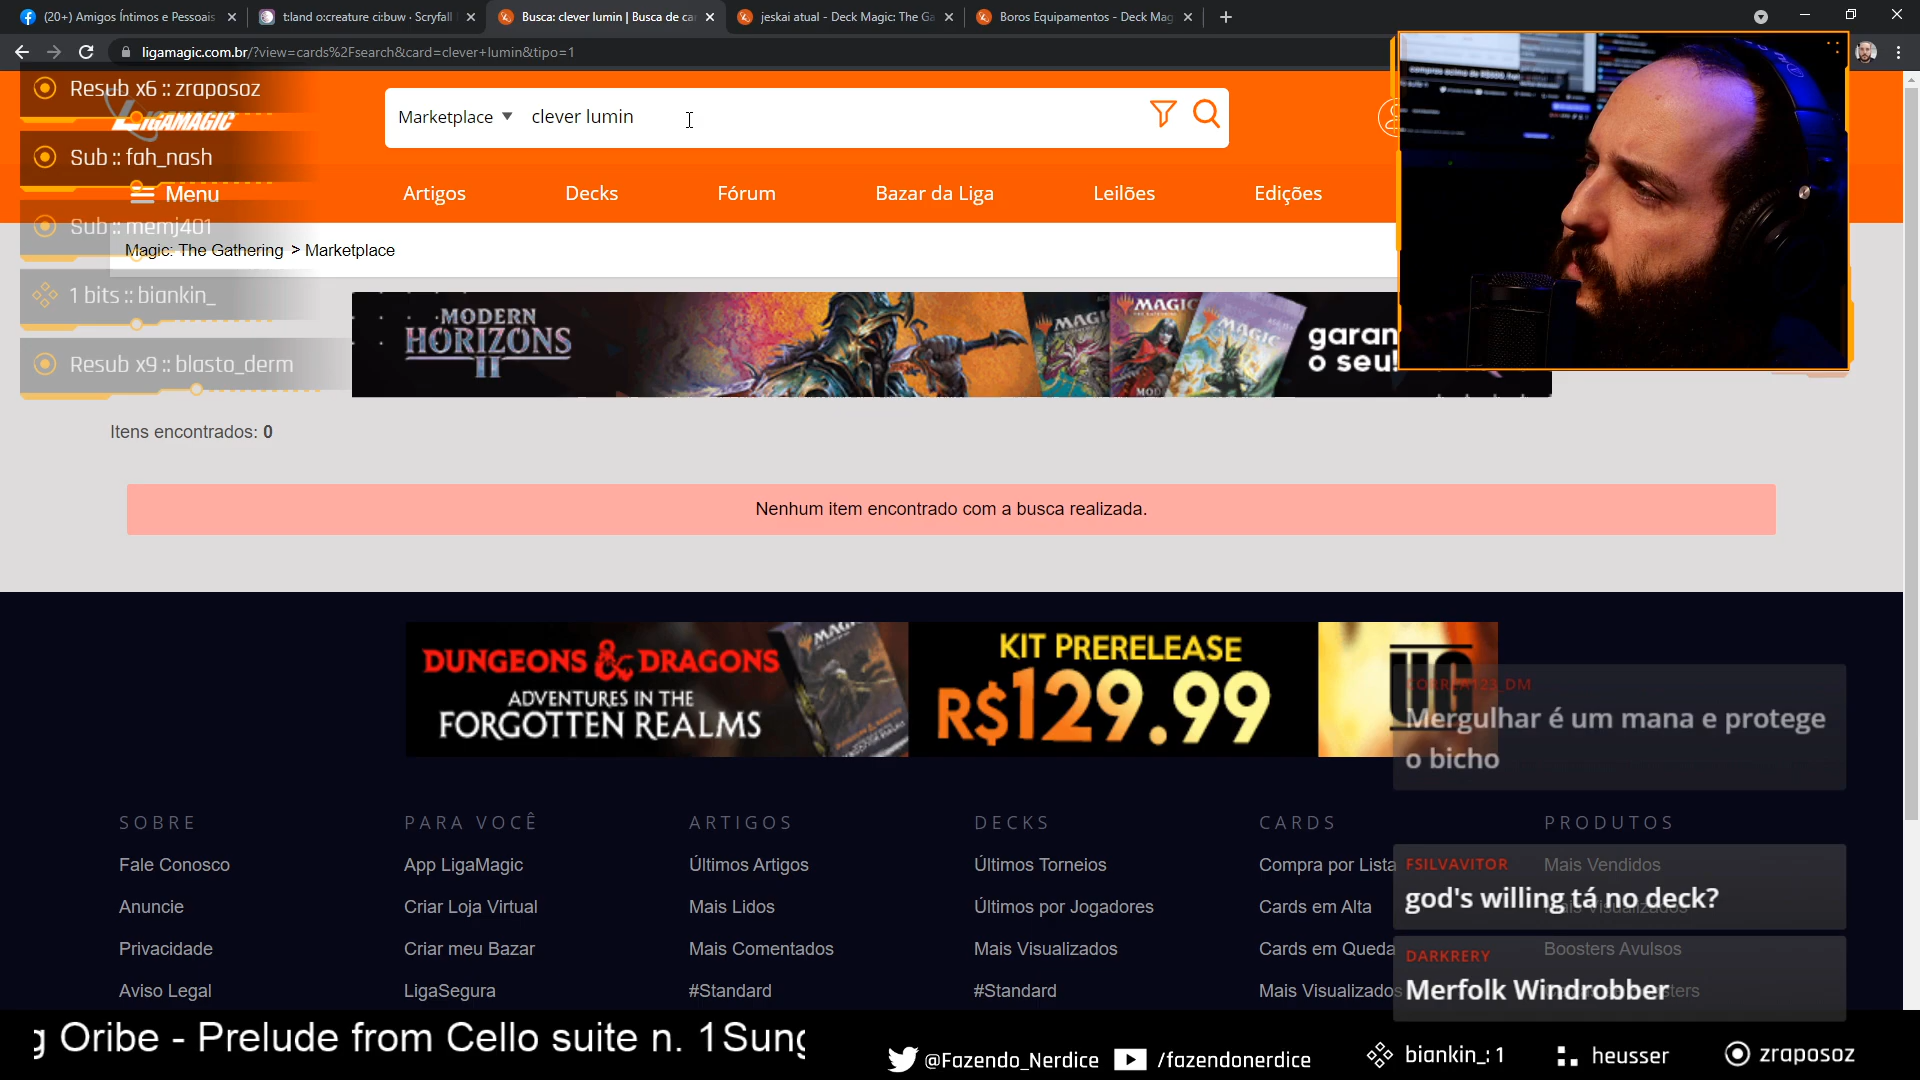 (20+) Amigos Íntimos e Pessoais
t:land o:creature ci:buw - Scryfall
Busca: clever lumin | Busca de ca
jeskai atual - Deck Magic: The Ga
Boros Equipamentos - Deck Mag
ligamagic.com.br/?view=cards%2Fsearch&card=clever+lumin&tipo=1
Resub x6 :: zraposoz
LIGAMAGIC
Marketplace
clever lumin
Sub :: fah_nash
Menu
Artigos
Decks
Fórum
Bazar da Liga
Leilões
Edições
Sub :: memj401
Magic: The Gathering > Marketplace
1 bits :: biankin_
MODERN
HORIZONS
II
MAGIC
garan
o seu!
Resub x9 :: blasto_derm
Itens encontrados: 0
Nenhum item encontrado com a busca realizada.
DUNGEONS & DRAGONS
ADVENTURES IN THE
FORGOTTEN REALMS
KIT PRERELEASE
R$129.99
UG
Mergulhar é um mana e protege
o bicho
SOBRE
PARA VOCÊ
ARTIGOS
DECKS
CARDS
PRODUTOS
Fale Conosco
App LigaMagic
Últimos Artigos
Últimos Torneios
Compra por Lista
Mais Vendidos
FSILVAVITOR
god's willing tá no deck?
Anuncie
Criar Loja Virtual
Mais Lidos
Últimos por Jogadores
Cards em Alta
Mais Visualizados
Privacidade
Criar meu Bazar
Mais Comentados
Mais Visualizados
Cards em Queda
Boosters Avulsos
DARKRERY
Merfolk Windrobber
Aviso Legal
LigaSegura
#Standard
#Standard
Mais Visualizados
g Oribe - Prelude from Cello suite n. 1Sung
@Fazendo_Nerdice
/fazendonerdice
biankin_: 1
heusser
zraposoz